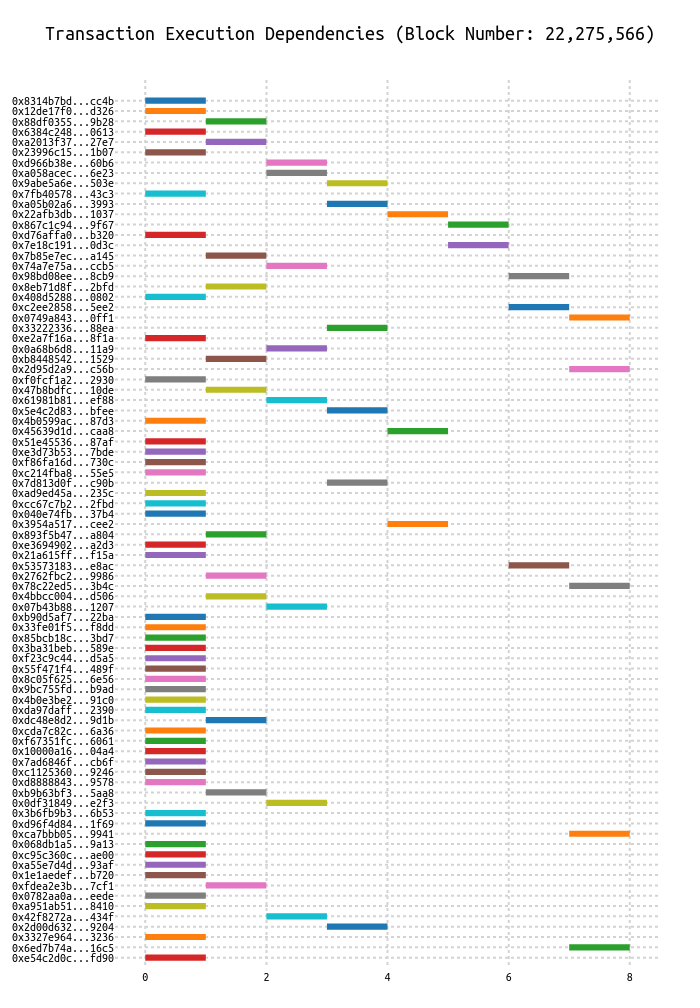 Transaction Execution Dependencies (Block Number: 22,275,566)
0x8314b7bd...cc4b
0x12de17f0...d326
0x88df0355...9b28
0x6384c248...0613
0xa2013f37...27e7
0x23996c15...1b07
0xd966b38e...60b6
0xa058acec...6e23
0x9abe5a6e...503e
0x7fb40578...43c3
0xa05b02a6...3993
0x22afb3db...1037
0x867c1c94...9f67
0xd76affa0...b320
0x7e18c191...0d3c
0x7b85e7ec...a145
0x74a7e75a...ccb5
0x98bd08ee...8cb9
0x8eb71d8f...2bfd
0x408d5288...0802
0xc2ee2858...5ee2
0x0749a843...0ff1
0x33222336...88ea
0xe2a7f16a...8f1a
0x0a68b6d8...11a9
0xb8448542...1529
0x2d95d2a9...c56b
0xf0fcf1a2...2930
0x47b8bdfc...10de
0x61981b81...ef88
0x5e4c2d83...bfee
0x4b0599ac...87d3
0x45639d1d...caa8
0x51e45536...87af
0xe3d73b53...7bde
0xf86fa16d...730c
0xc214fba8...55e5
0x7d813d0f...c90b
0xad9ed45a...235c
0xcc67c7b2...2fbd
0x040e74fb...37b4
0x3954a517...cee2
0x893f5b47...a804
0xe3694902...a2d3
0x21a615ff...f15a
0x53573183...e8ac
0x2762fbc2...9986
0x78c22ed5...3b4c
0x4bbcc004...d506
0x07b43b88...1207
0xb90d5af7...22ba
0x33fe01f5...f8dd
0x85bcb18c...3bd7
0x3ba31beb...589e
0xf23c9c44...d5a5
0x55f471f4...489f
0x8c05f625...6e56
0x9bc755fd...b9ad
0x4b0e3be2...91c0
0xda97daff...2390
0xdc48e8d2...9d1b
0xcda7c82c...6a36
0xf67351fc...6061
0x10000a16...04a4
0x7ad6846f...cb6f
0xc1125360...9246
0xd8888843...9578
0xb9b63bf3...5aa8
0x0df31849...e2f3
0x3b6fb9b3...6b53
0xd96f4d84...1f69
0xca7bbb05...9941
0x068db1a5...9a13
0xc95c360c...ae00
0xa55e7d4d...93af
0x1e1aedef...b720
0xfdea2e3b...7cf1
0x0782aa0a...eede
0xa951ab51...8410
0x42f8272a...434f
0x2d00d632...9204
0x3327e964...3236
0x6ed7b74a...16c5
0xe54c2d0c...fd90
0 2 4 6 8